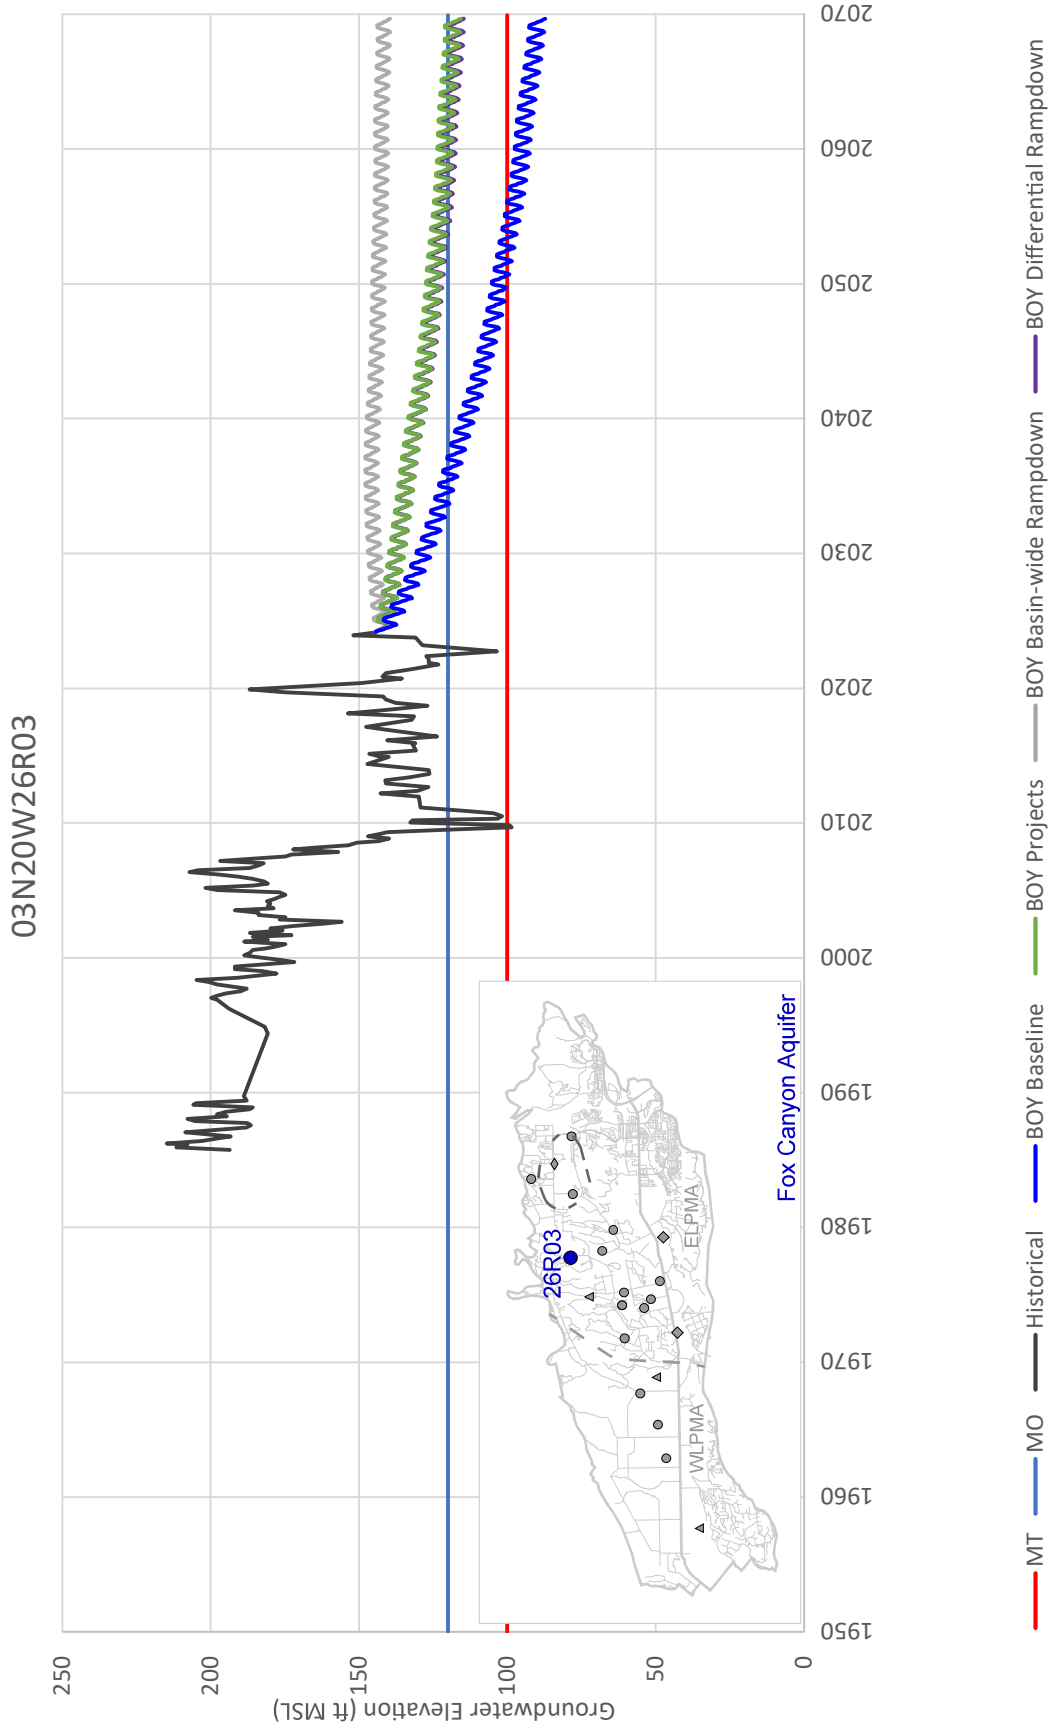 03N20W26R03
Groundwater Elevation (ft MSL)
250
200
150
100
50
0
1950
1960
1970
1980
1990
2000
2010
2020
2030
2040
2050
2060
2070
26R03
WLPMA
ELPMA
Fox Canyon Aquifer
MT
MO
Historical
BOY Baseline
BOY Projects
BOY Basin-wide Rampdown
BOY Differential Rampdown